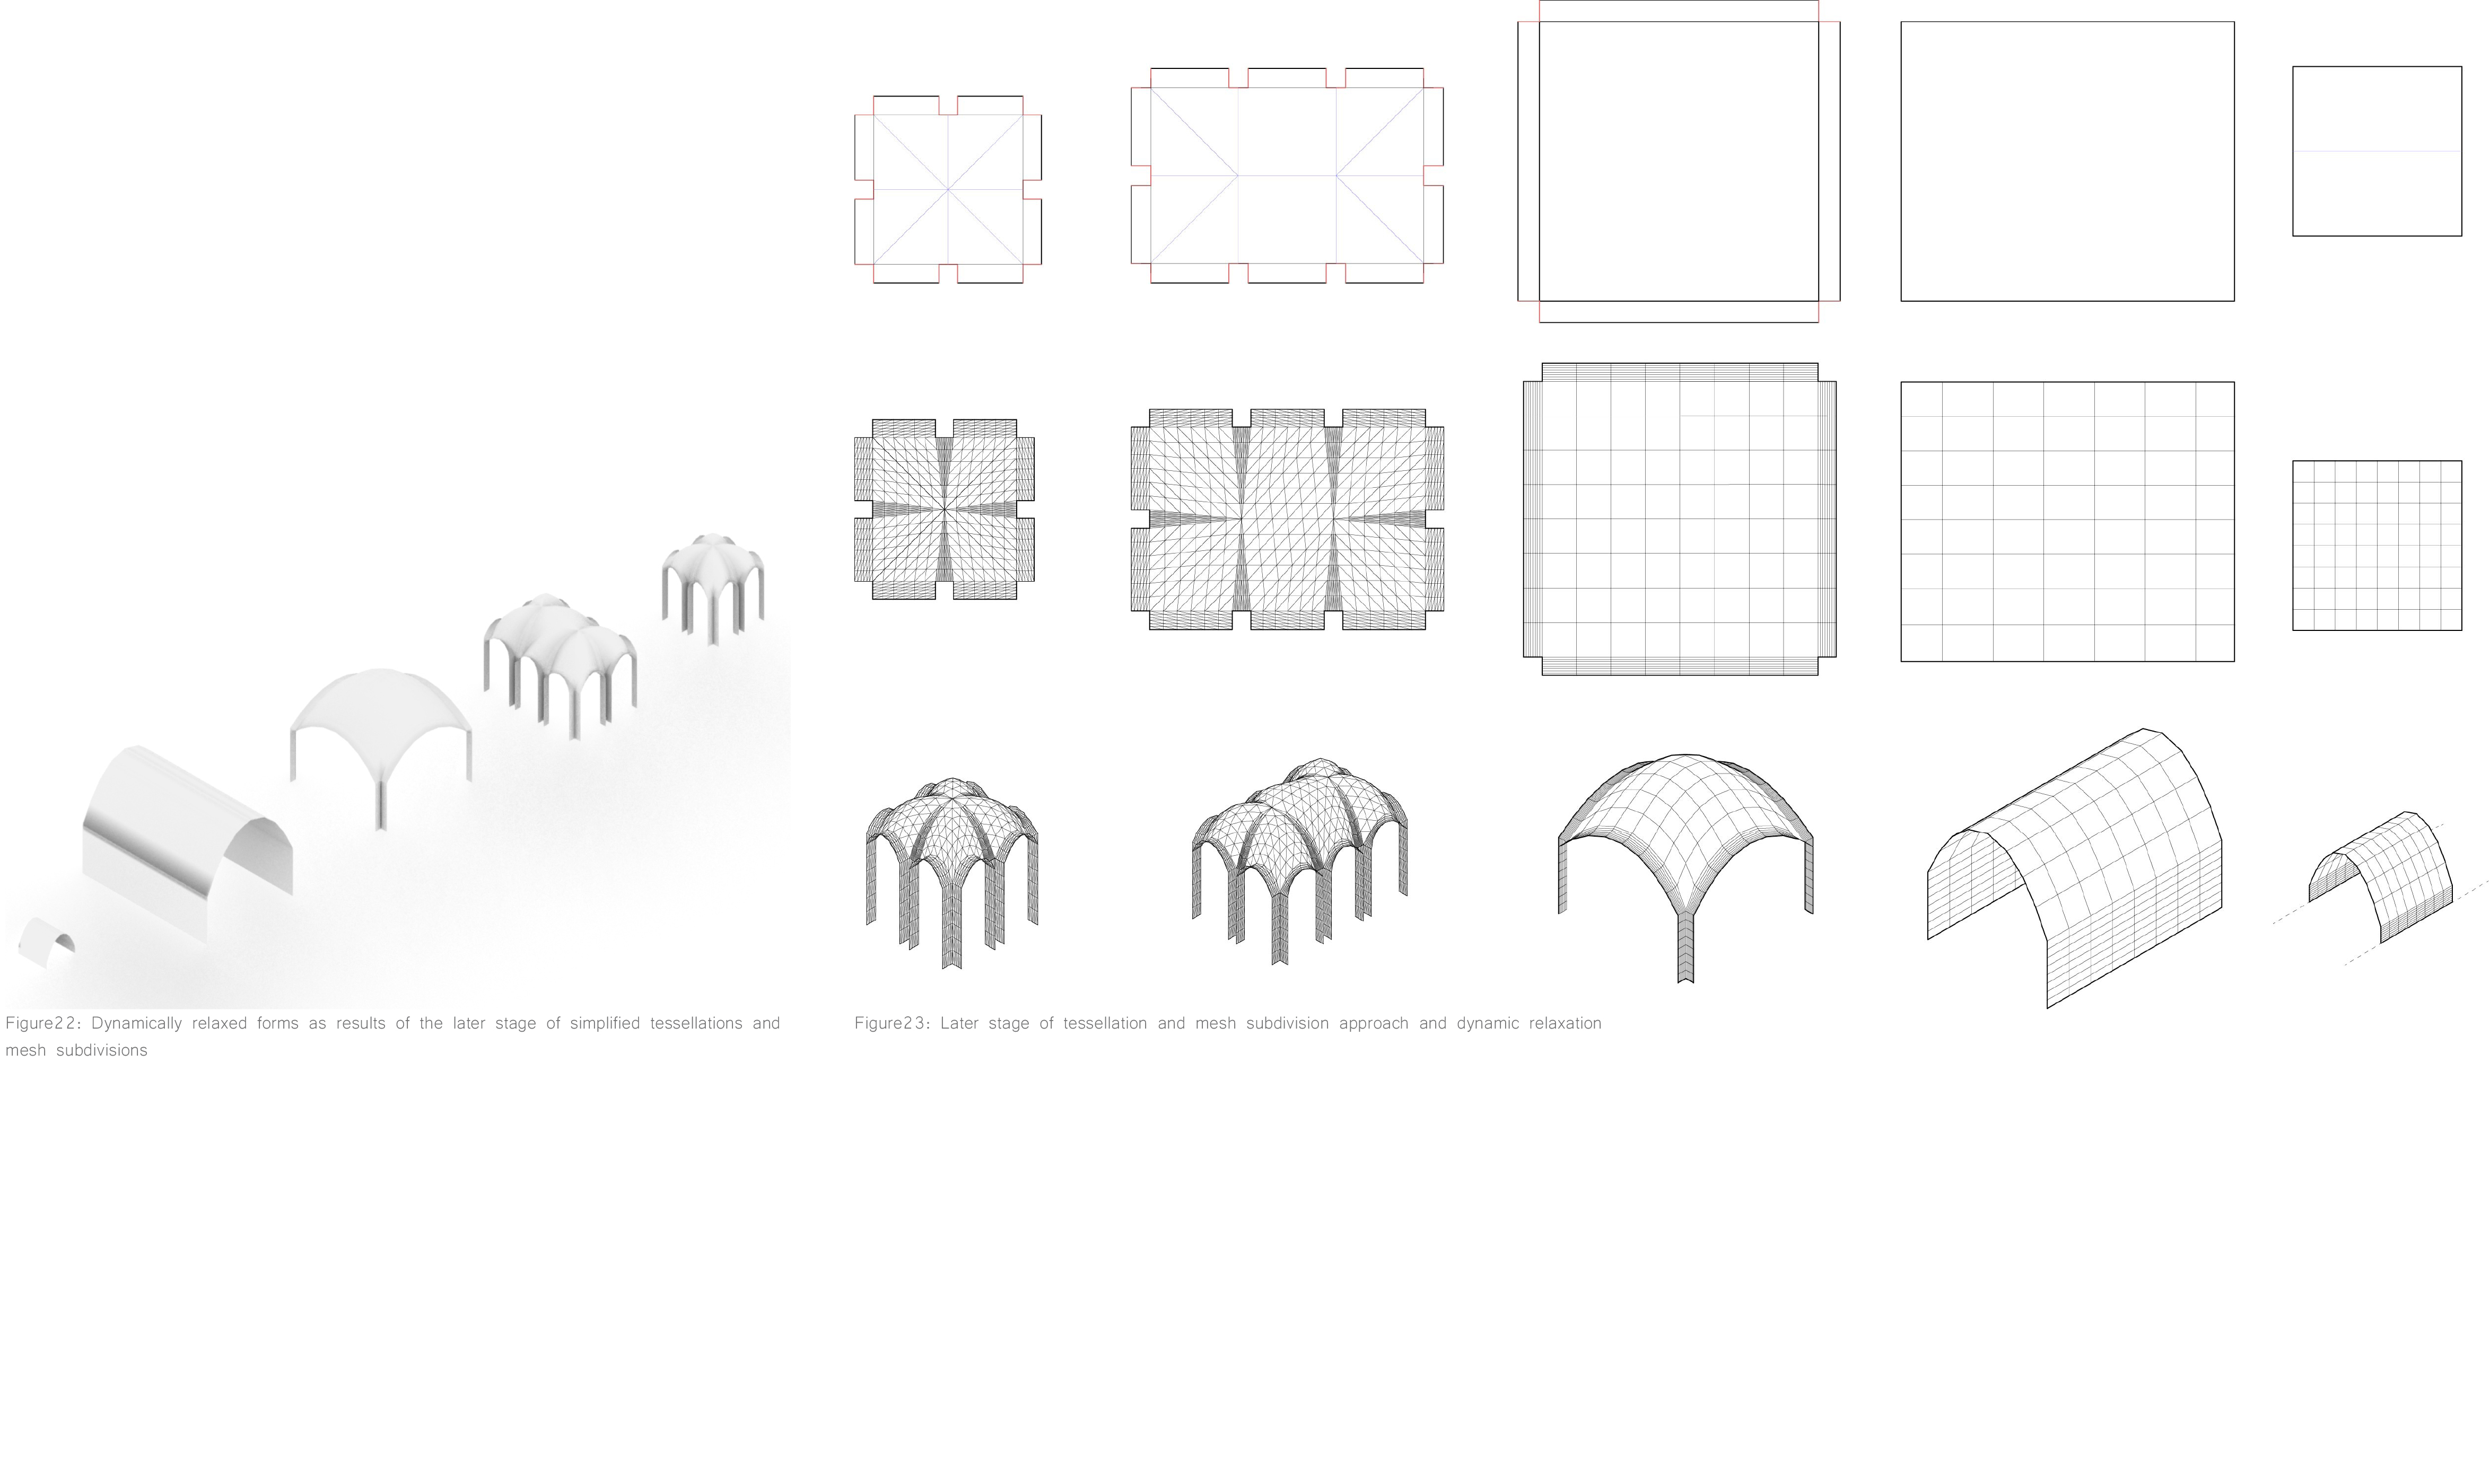 Figure22: Dynamically relaxed forms as results of the later stage of simplified tessellations and
mesh subdivisions
Figure23: Later stage of tessellation and mesh subdivision approach and dynamic relaxation